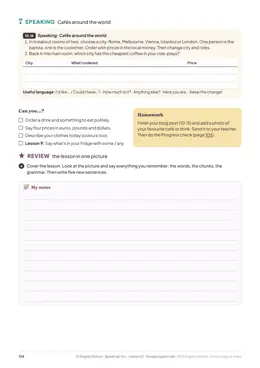 7 SPEAKING Cafés around the world
Speaking: Cafés around the world
1. In breakout rooms of two, choose a city: Rome, Melbourne, Vienna, Istanbul or London. One person is the
barista, one is the customer. Order with prices in the local money. Then change city and roles.
2. Back in the main room: which city has the cheapest coffee in your role-plays?
City What I ordered Price
Useful language: I'd like... / Could I have...? · How much is it? · Anything else? · Here you are. · Keep the change!
Can you...?
Order a drink and something to eat politely.
Say four prices in euros, pounds and dollars.
Describe your clothes today (colours too).
Lesson 9: Say what's in your fridge with some / any.
Homework
Finish your blog post (10.15) and add a photo of
your favourite café or drink. Send it to your teacher.
Then do the Progress check (page 105).
★ REVIEW the lesson in one picture
Cover the lesson. Look at the picture and say everything you remember: the words, the chunks, the
grammar. Then write five new sentences.
My notes
104